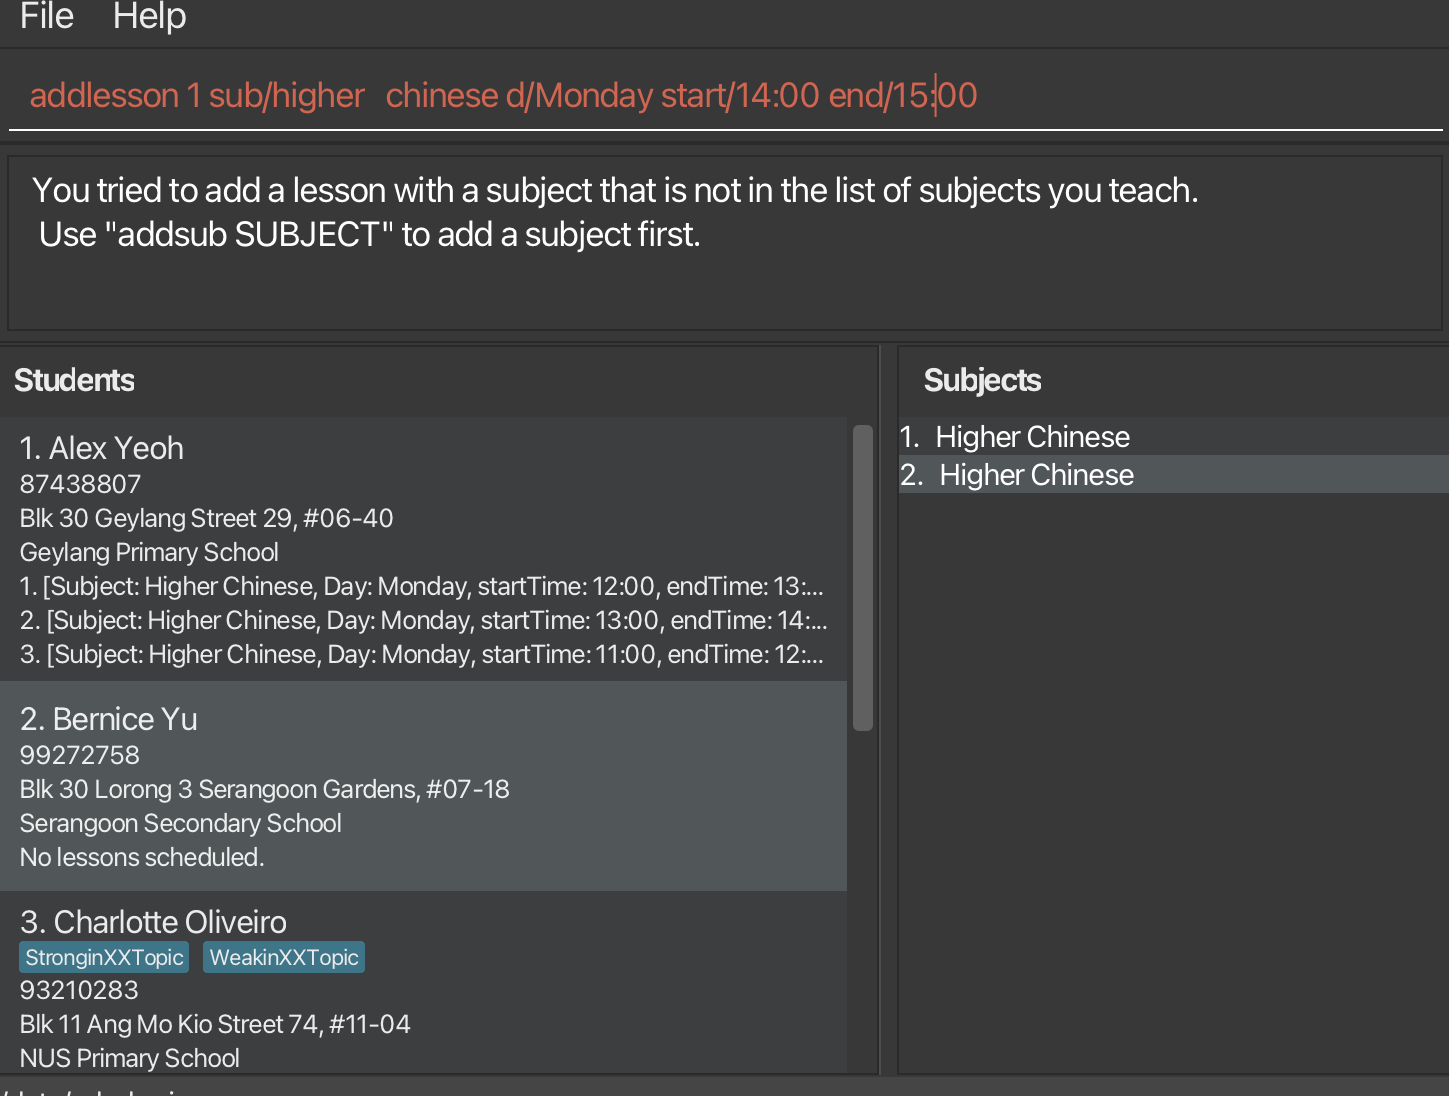 File Help
addlesson 1 sub/higher   chinese d/Monday start/14:00 end/15:00
You tried to add a lesson with a subject that is not in the list of subjects you teach.
Use "addsub SUBJECT" to add a subject first.
Students
1. Alex Yeoh
87438807
Blk 30 Geylang Street 29, #06-40
Geylang Primary School
1. [Subject: Higher Chinese, Day: Monday, startTime: 12:00, endTime: 13:...
2. [Subject: Higher Chinese, Day: Monday, startTime: 13:00, endTime: 14:...
3. [Subject: Higher Chinese, Day: Monday, startTime: 11:00, endTime: 12:...
2. Bernice Yu
99272758
Blk 30 Lorong 3 Serangoon Gardens, #07-18
Serangoon Secondary School
No lessons scheduled.
3. Charlotte Oliveiro
StronginXXTopic WeakinXXTopic
93210283
Blk 11 Ang Mo Kio Street 74, #11-04
NUS Primary School
Subjects
1. Higher Chinese
2. Higher Chinese